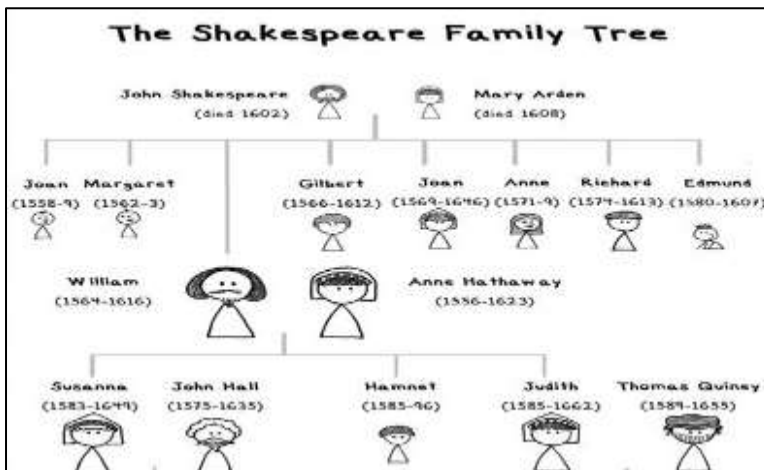 The Shakespeare Family Tree
John Shakespeare
(died 1602)
Mary Arden
(died 1608)
Joan
(1558-9)
Margaret
(1562-3)
Gilbert
(1566-1612)
Joan
(1569-1646)
Anne
(1571-9)
Richard
(1574-1613)
Edmund
(1580-1607)
William
(1564-1616)
Anne Hathaway
(1556-1623)
Susanna
(1583-1649)
John Hall
(1575-1635)
Hamnet
(1585-96)
Judith
(1585-1662)
Thomas Quiney
(1589-1655)